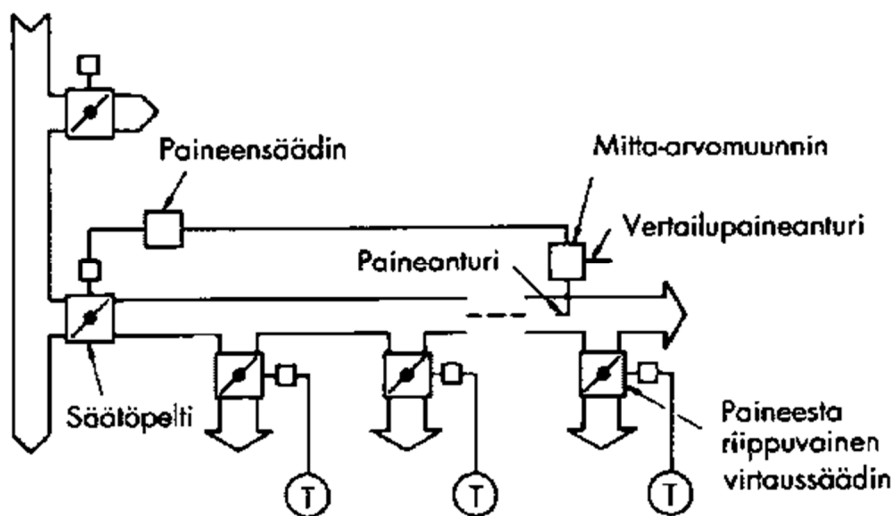 Paineensäädin
Mitta-arvomuunnin
Vertailupaineanturi
Paineanturi
Säätöpelti
Paineesta
riippuvainen
virtaussäädin
T
T
T